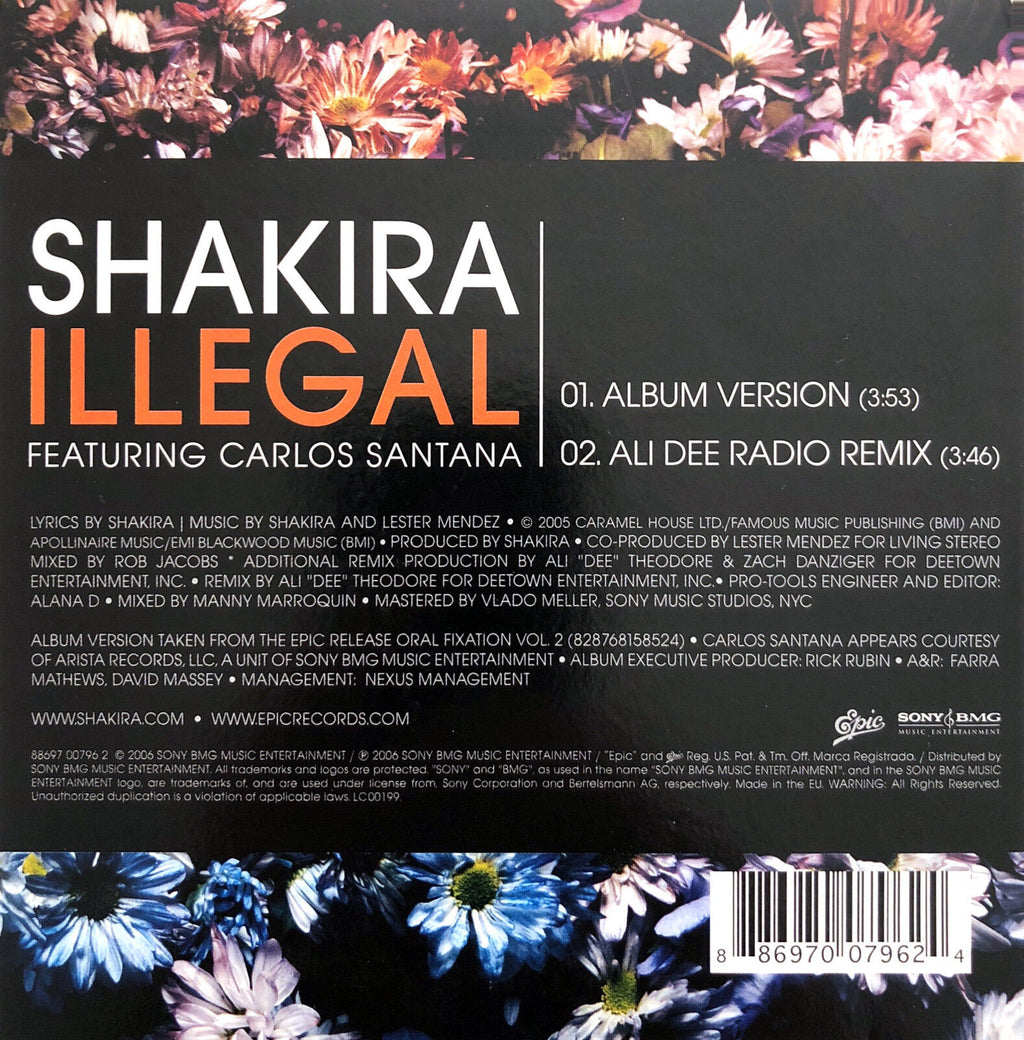 SHAKIRA
ILLEGAL
FEATURING CARLOS SANTANA
01. ALBUM VERSION (3:53)
02. ALI DEE RADIO REMIX (3:46)
LYRICS BY SHAKIRA | MUSIC BY SHAKIRA AND LESTER MENDEZ • © 2005 CARAMEL HOUSE LTD./FAMOUS MUSIC PUBLISHING (BMI) AND
APOLLINAIRE MUSIC/EMI BLACKWOOD MUSIC (BMI) • PRODUCED BY SHAKIRA • CO-PRODUCED BY LESTER MENDEZ FOR LIVING STEREO
MIXED BY ROB JACOBS * ADDITIONAL REMIX PRODUCTION BY ALI "DEE" THEODORE & ZACH DANZIGER FOR DEETOWN
ENTERTAINMENT, INC. • REMIX BY ALI "DEE" THEODORE FOR DEETOWN ENTERTAINMENT, INC.• PRO-TOOLS ENGINEER AND EDITOR:
ALANA D • MIXED BY MANNY MARROQUIN • MASTERED BY VLADO MELLER, SONY MUSIC STUDIOS, NYC
ALBUM VERSION TAKEN FROM THE EPIC RELEASE ORAL FIXATION VOL. 2 (828768158524) • CARLOS SANTANA APPEARS COURTESY
OF ARISTA RECORDS, LLC, A UNIT OF SONY BMG MUSIC ENTERTAINMENT • ALBUM EXECUTIVE PRODUCER: RICK RUBIN • A&R: FARRA
MATHEWS, DAVID MASSEY • MANAGEMENT: NEXUS MANAGEMENT
WWW.SHAKIRA.COM • WWW.EPICRECORDS.COM
Epic SONY BMG
MUSIC ENTERTAINMENT
88697 00796 2 © 2006 SONY BMG MUSIC ENTERTAINMENT / ℗ 2006 SONY BMG MUSIC ENTERTAINMENT / "Epic" and Epic Reg. U.S. Pat. & Tm. Off. Marca Registrada. / Distributed by
SONY BMG MUSIC ENTERTAINMENT. All trademarks and logos are protected. "SONY" and "BMG", as used in the name "SONY BMG MUSIC ENTERTAINMENT", and in the SONY BMG MUSIC
ENTERTAINMENT logo, are trademarks of, and are used under license from, Sony Corporation and Bertelsmann AG, respectively. Made in the EU. WARNING: All Rights Reserved.
Unauthorized duplication is a violation of applicable laws. LC00199.
8 86970 07962 4